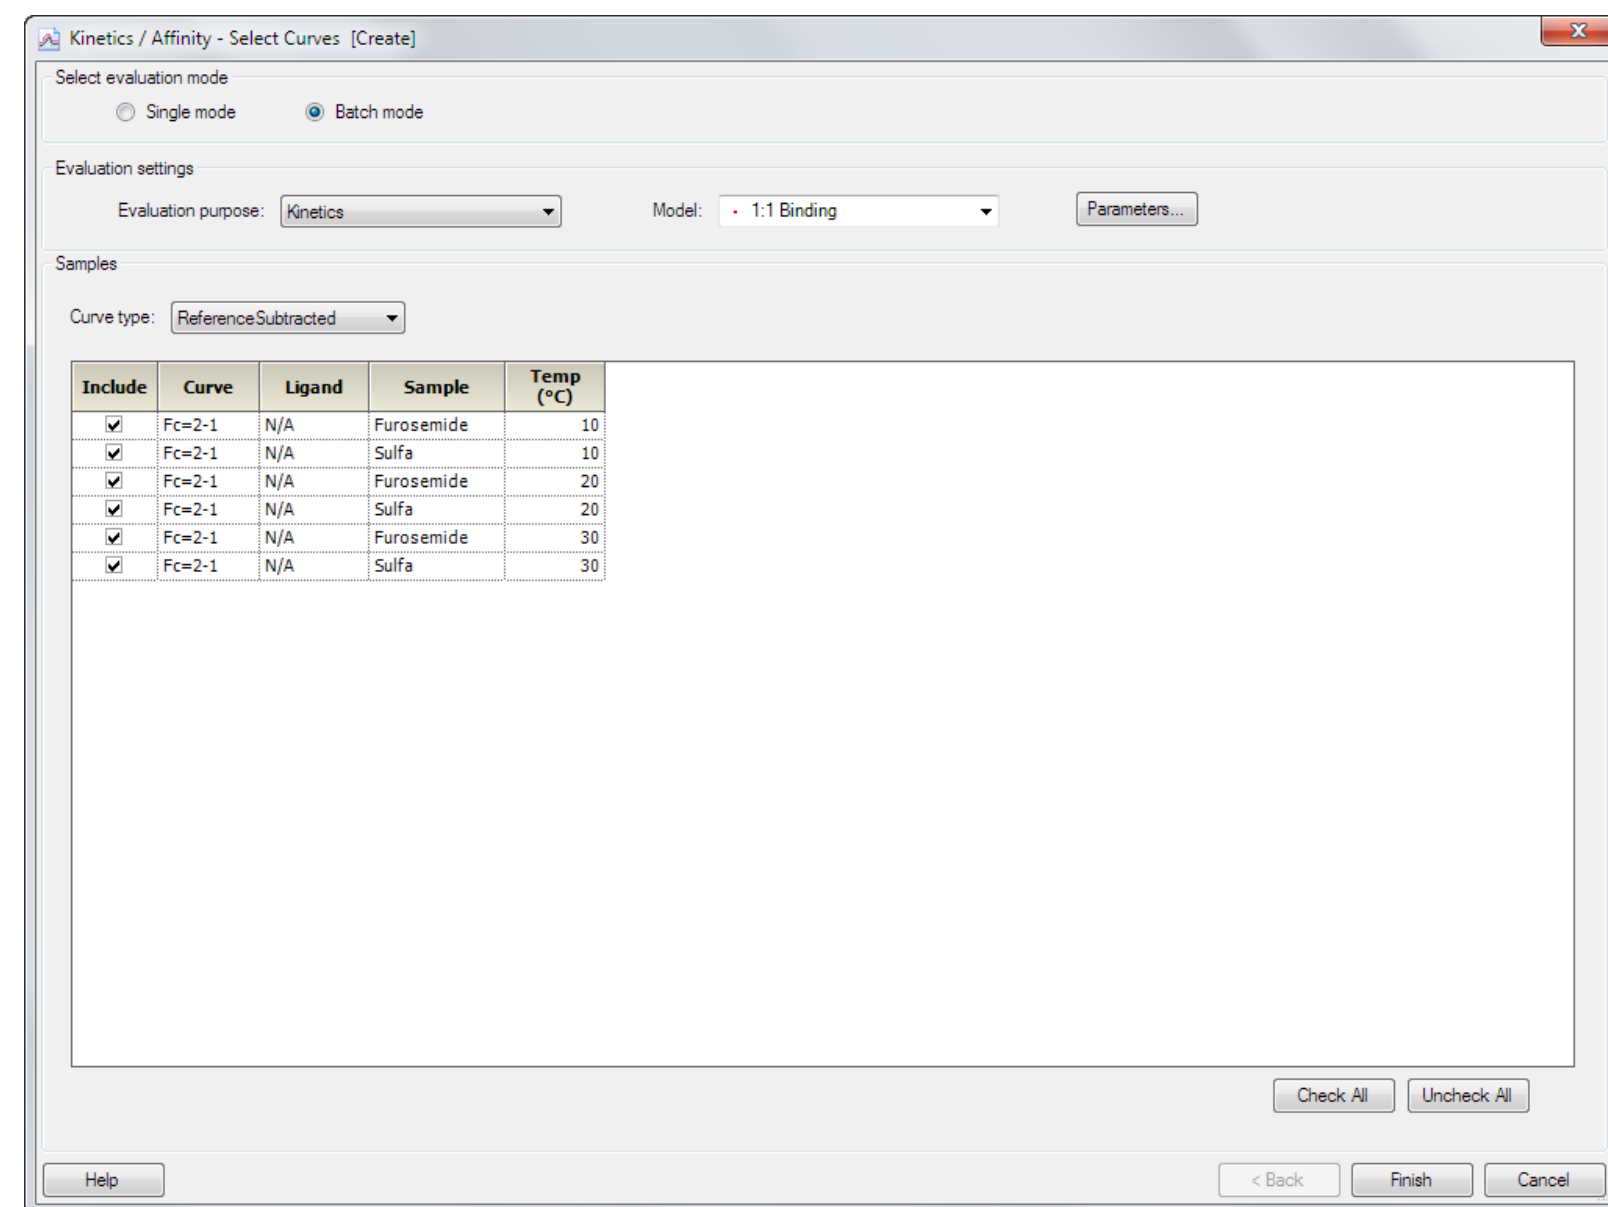 Kinetics / Affinity - Select Curves [Create]
Select evaluation mode
Single mode Batch mode
Evaluation settings
Evaluation purpose: Kinetics Model: 1:1 Binding Parameters...
Samples
Curve type: ReferenceSubtracted
Include Curve Ligand Sample Temp (°C)
Fc=2-1 N/A Furosemide 10
Fc=2-1 N/A Sulfa 10
Fc=2-1 N/A Furosemide 20
Fc=2-1 N/A Sulfa 20
Fc=2-1 N/A Furosemide 30
Fc=2-1 N/A Sulfa 30
Check All Uncheck All
Help < Back Finish Cancel